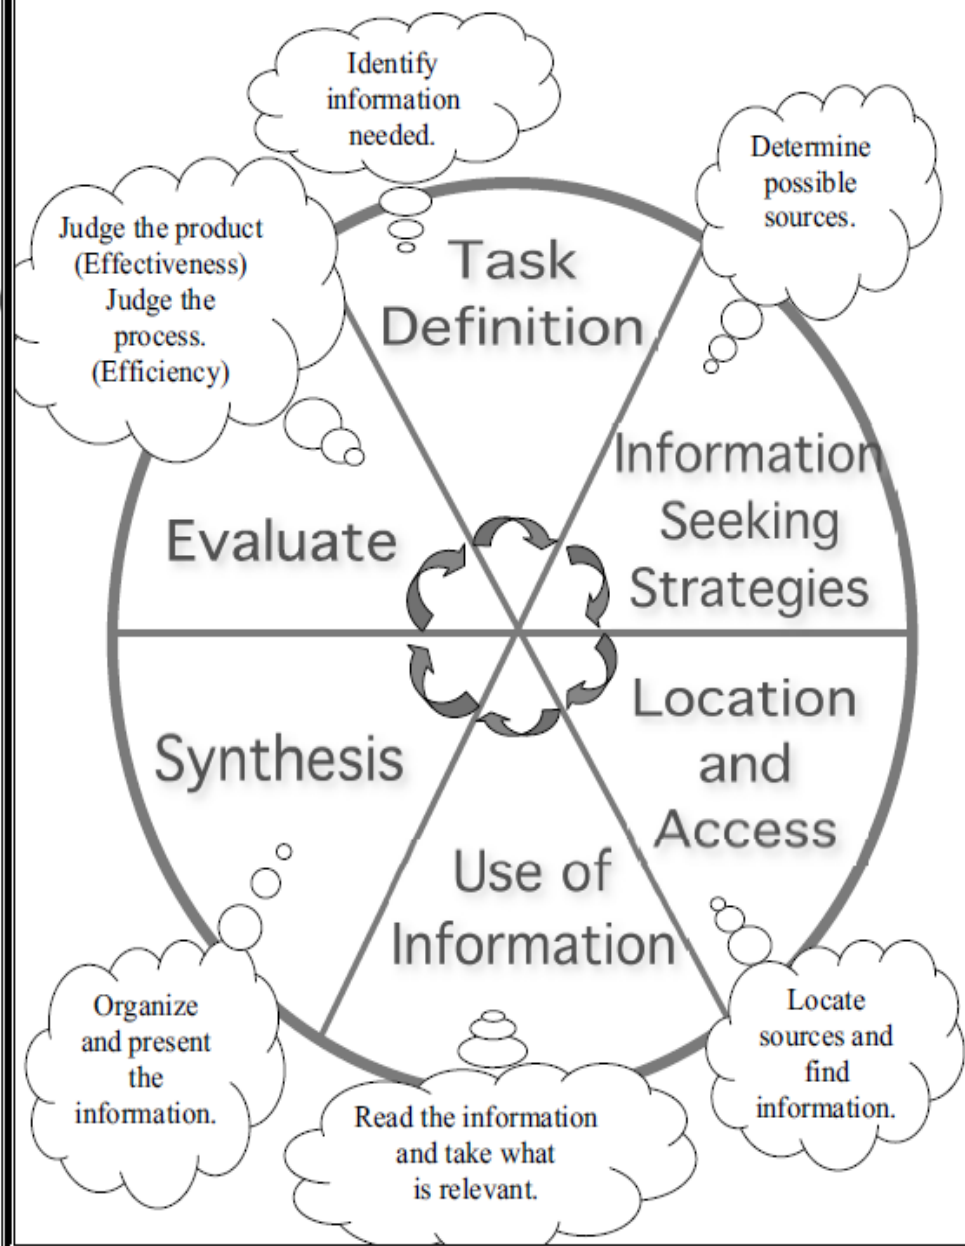 Identify
information
needed.
Determine
possible
sources.
Judge the product
(Effectiveness)
Judge the
process.
(Efficiency)
Task
Definition
Information
Seeking
Strategies
Evaluate
Location
and
Access
Synthesis
Use of
Information
Organize
and present
the
information.
Read the information
and take what
is relevant.
Locate
sources and
find
information.